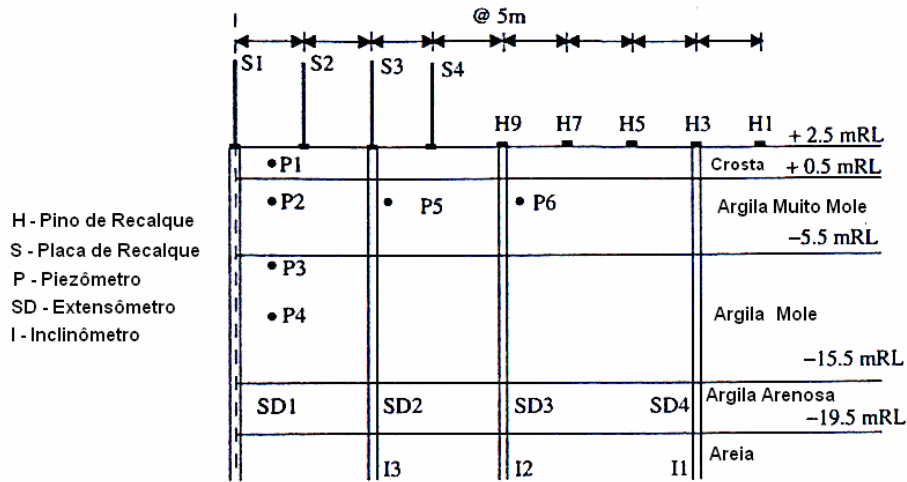 @ 5m
S1 S2 S3 S4
H9 H7 H5 H3 H1
+ 2.5 mRL
P1
Crosta + 0.5 mRL
P2 P5 P6
Argila Muito Mole
−5.5 mRL
H - Pino de Recalque
S - Placa de Recalque
P - Piezômetro
SD - Extensômetro
I - Inclinômetro
P3
P4
Argila Mole
−15.5 mRL
SD1 SD2 SD3 SD4
Argila Arenosa
−19.5 mRL
Areia
I3 I2 I1